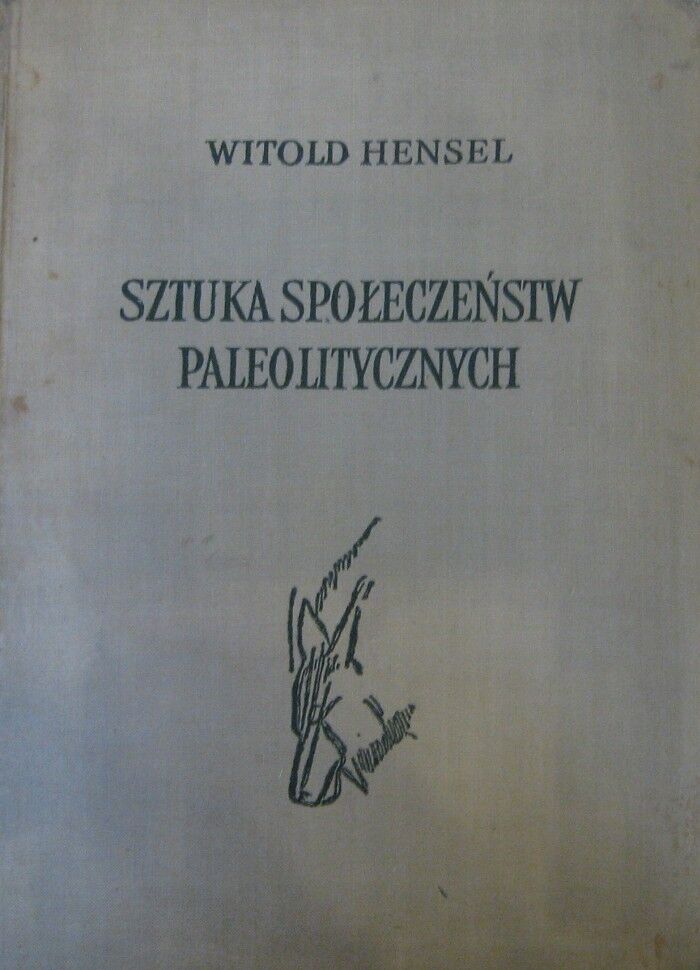 WITOLD HENSEL
SZTUKA SPOŁECZEŃSTW
PALEOLITYCZNYCH